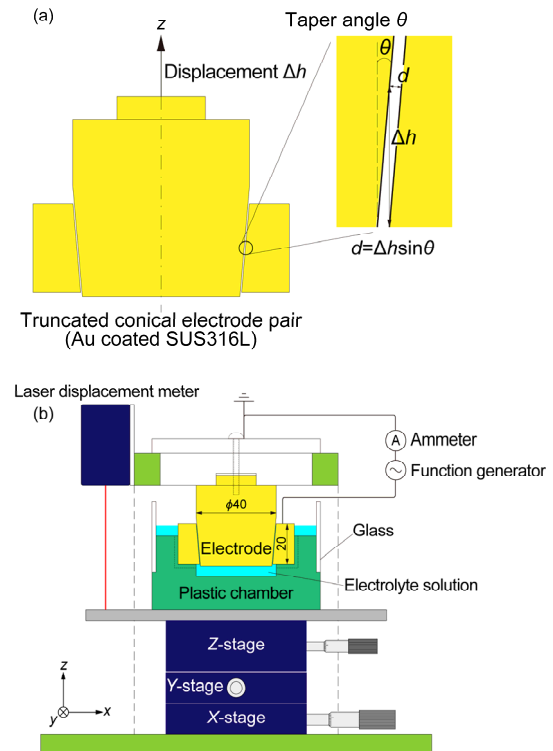 (a)
z
Taper angle θ
Displacement Δh
θ
d
Δh
d=Δhsinθ
Truncated conical electrode pair
(Au coated SUS316L)
Laser displacement meter
(b)
A
Ammeter
Function generator
ϕ40
20
Glass
Electrode
Electrolyte solution
Plastic chamber
Z-stage
z
Y-stage
y
x
X-stage